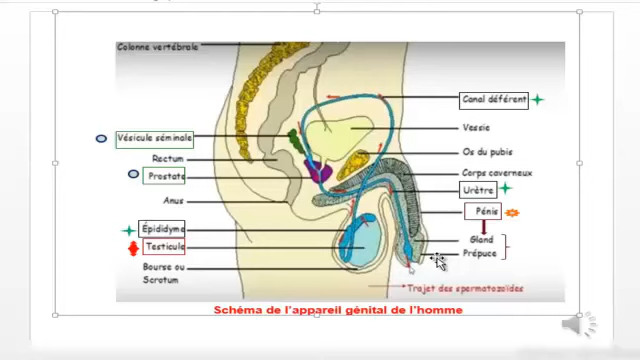 Colonne vertébrale
Canal déférent
Vésicule séminale
Vessie
Rectum
Os du pubis
Prostate
Corps caverneux
Urètre
Anus
Pénis
Épididyme
Testicule
Gland
Prépuce
Bourse ou
Scrotum
Trajet des spermatozoïdes
Schéma de l'appareil génital de l'homme